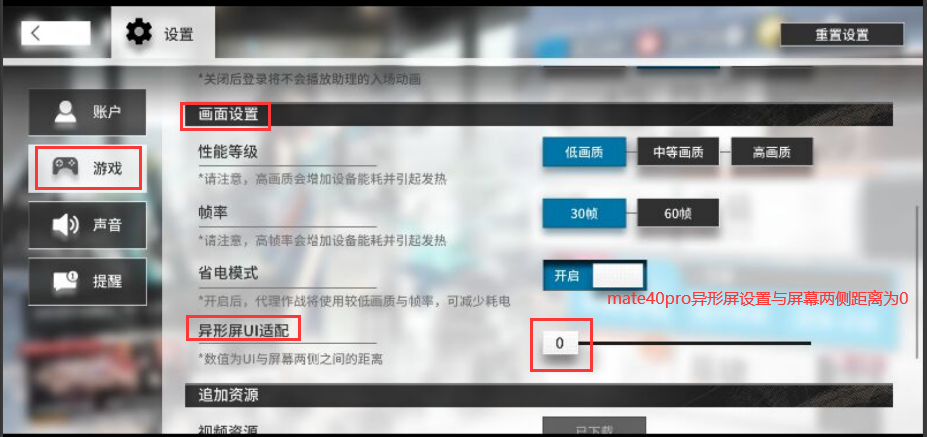 设置
重置设置
*关闭后登录将不会播放助理的入场动画
账户
游戏
声音
提醒
画面设置
性能等级
低画质
中等画质
高画质
*请注意，高画质会增加设备能耗并引起发热
帧率
30帧
60帧
*请注意，高帧率会增加设备能耗并引起发热
省电模式
开启
*开启后，代理作战将使用较低画质与帧率，可减少耗电
mate40pro异形屏设置与屏幕两侧距离为0
异形屏UI适配
0
*数值为UI与屏幕两侧之间的距离
追加资源
视频资源
已下载